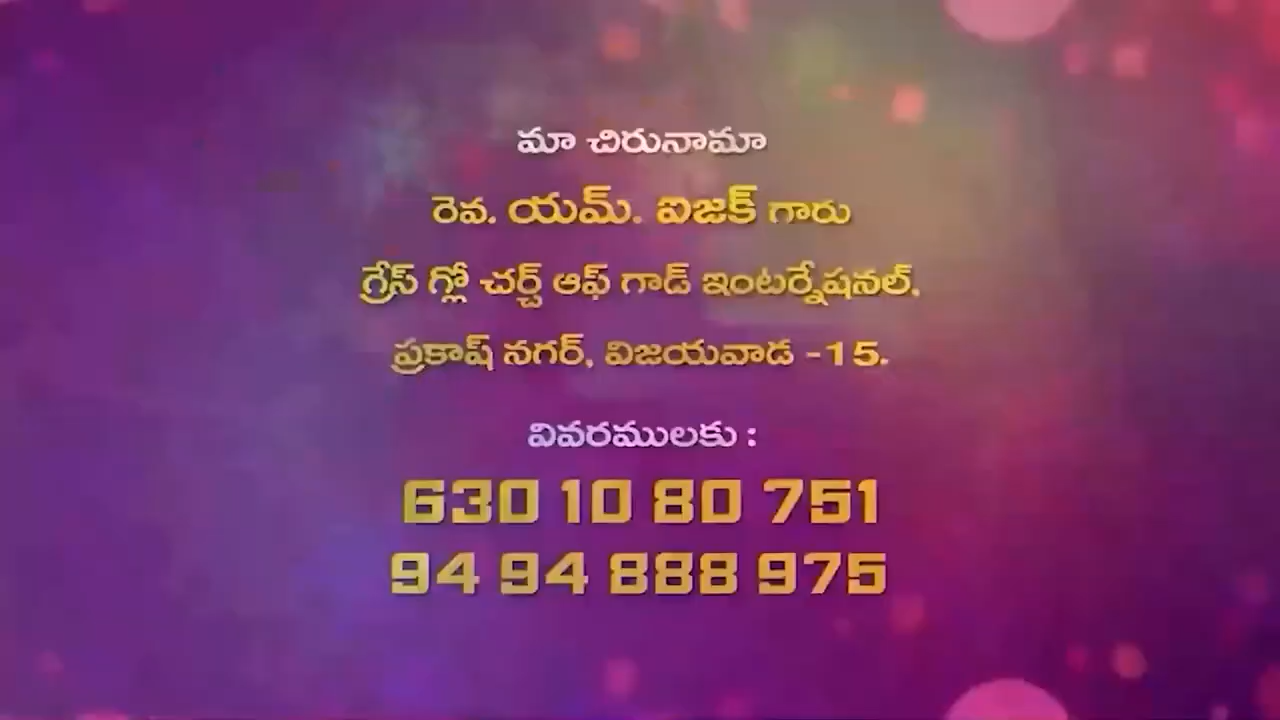 మా చిరునామా
రెవ. యమ్. ఐజక్ గారు
గ్రేస్ గ్లో చర్చ్ ఆఫ్ గాడ్ ఇంటర్నేషనల్,
ప్రకాష్ నగర్, విజయవాడ -15.
వివరములకు :
630 10 80 751
94 94 888 975